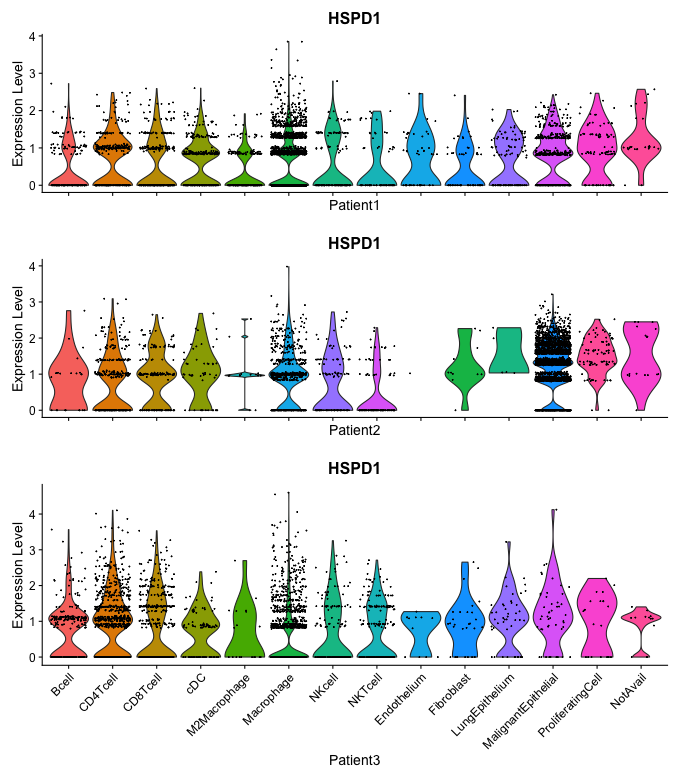 HSPD1
Expression Level
4
3
2
1
0
Patient1
HSPD1
Expression Level
4
3
2
1
0
Patient2
HSPD1
Expression Level
4
3
2
1
0
Bcell
CD4Tcell
CD8Tcell
cDC
M2Macrophage
Macrophage
NKcell
NKTcell
Endothelium
Fibroblast
LungEpithelium
MalignantEpithelial
ProliferatingCell
NotAvail
Patient3